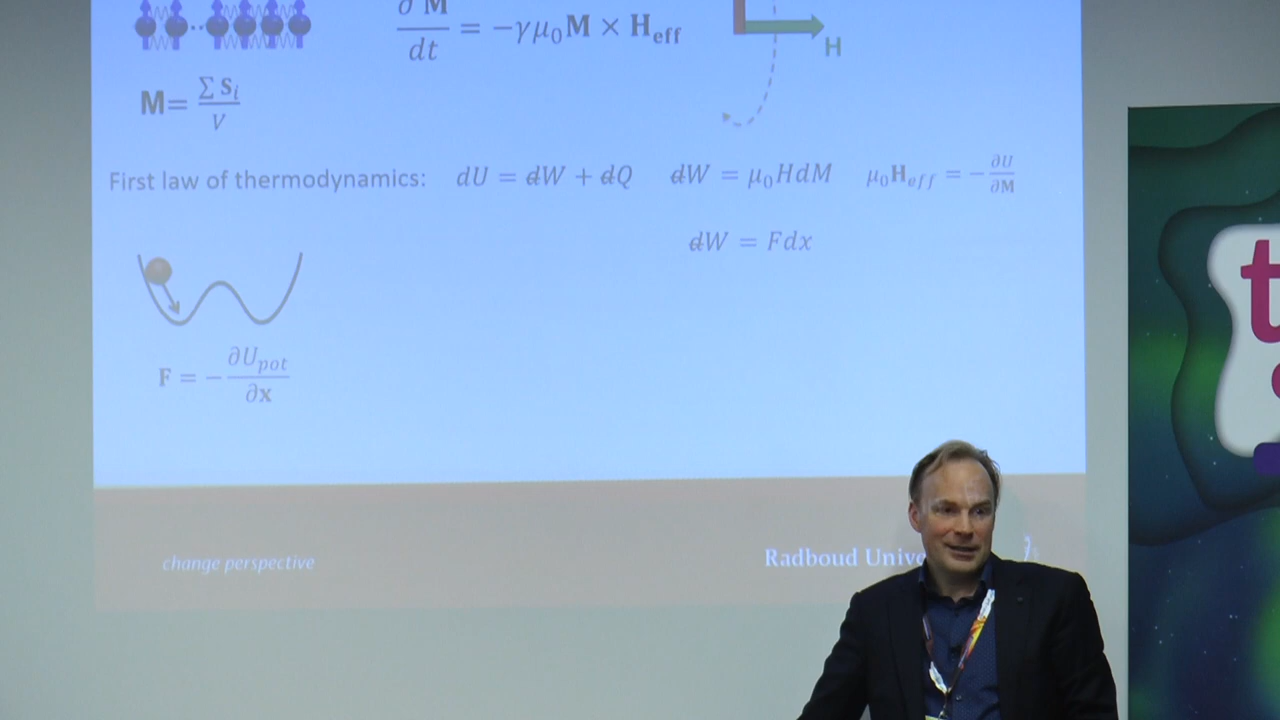 ∂ M / dt = −γμ₀M × H_eff
H
M= ∑ S_i / V
First law of thermodynamics: dU = đW + đQ đW = μ₀HdM μ₀H_eff = − ∂U / ∂M
đW = Fdx
F = − ∂U_pot / ∂x
change perspective
Radboud Unive
t